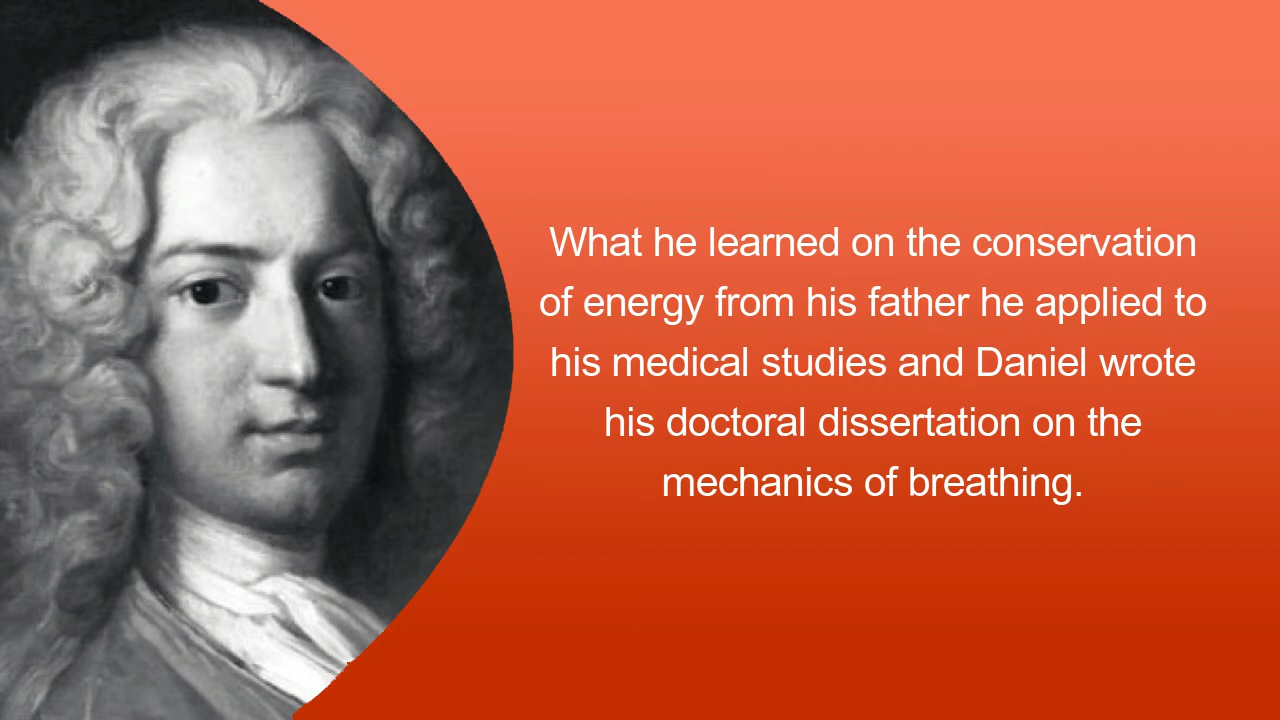 What he learned on the conservation
of energy from his father he applied to
his medical studies and Daniel wrote
his doctoral dissertation on the
mechanics of breathing.